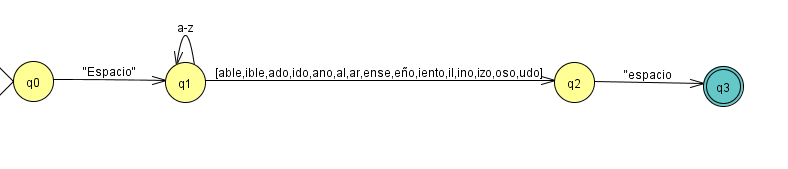 a-z
q0
"Espacio"
q1
[able,ible,ado,ido,ano,al,ar,ense,eño,iento,il,ino,izo,oso,udo]
q2
"espacio
q3